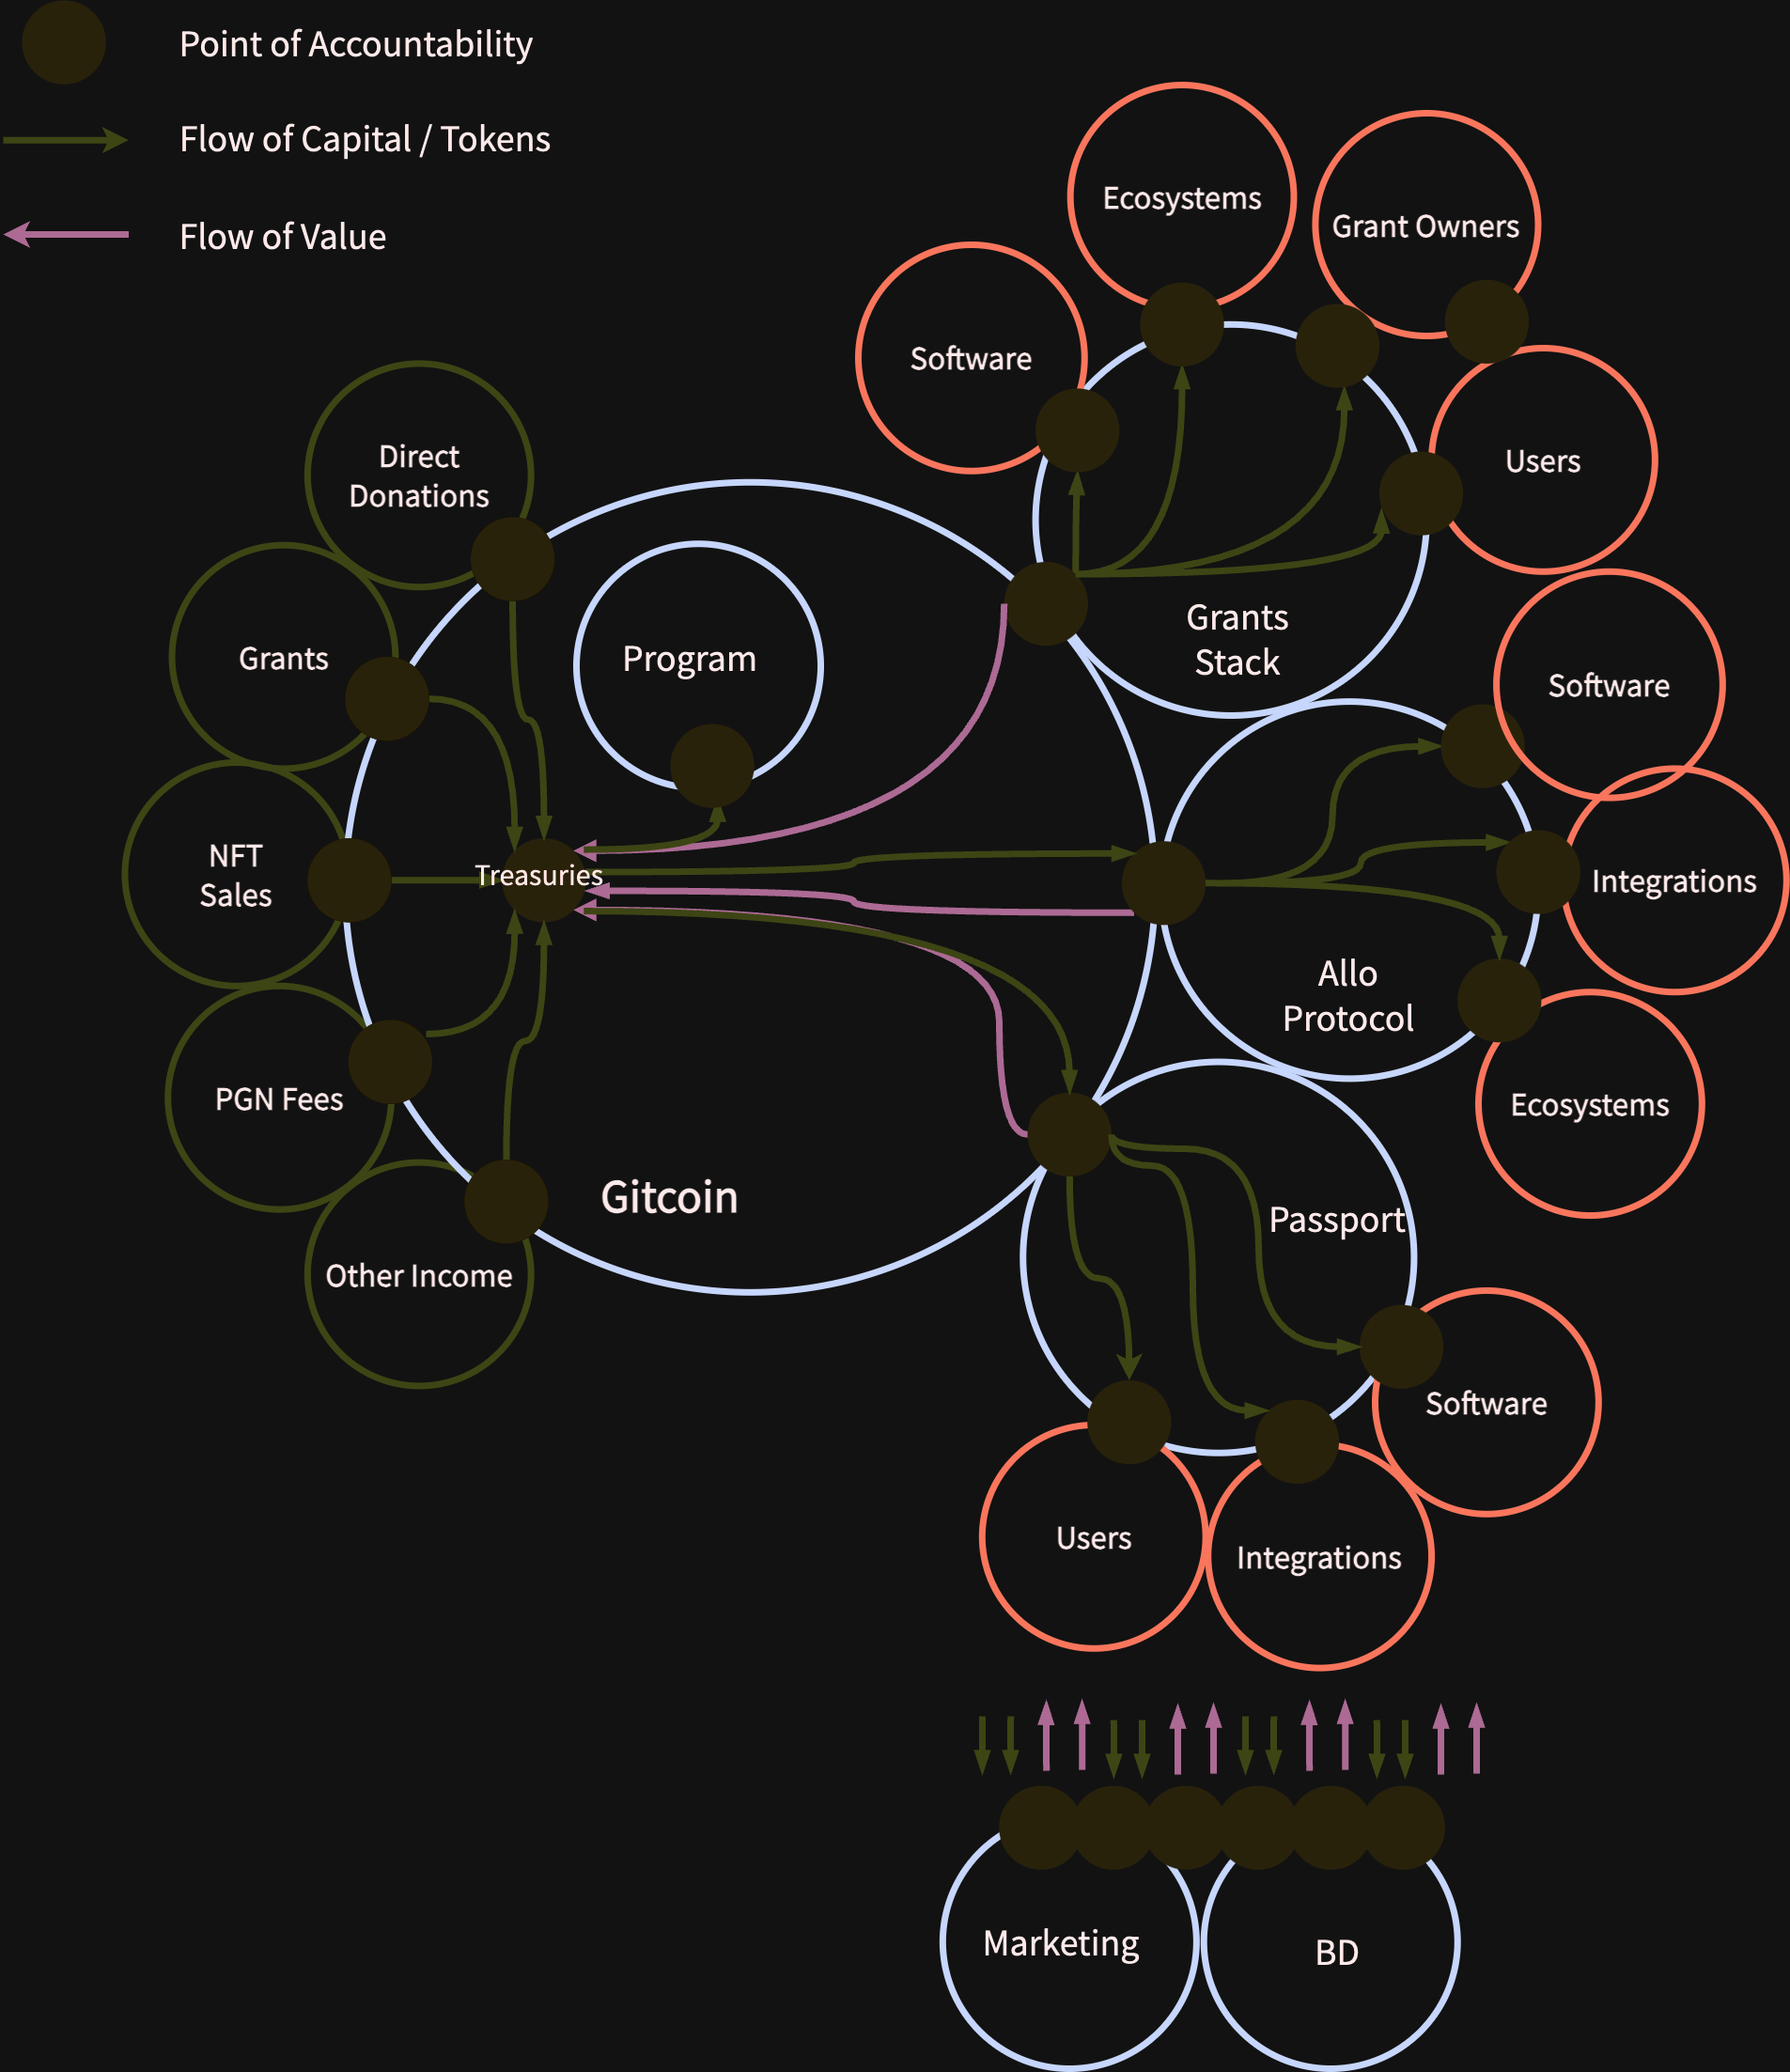 Point of Accountability
Flow of Capital / Tokens
Flow of Value
Ecosystems
Grant Owners
Software
Users
Direct
Donations
Grants
Program
Grants
Stack
Software
NFT
Sales
Treasuries
Integrations
Allo
Protocol
PGN Fees
Ecosystems
Gitcoin
Passport
Other Income
Software
Users
Integrations
Marketing
BD